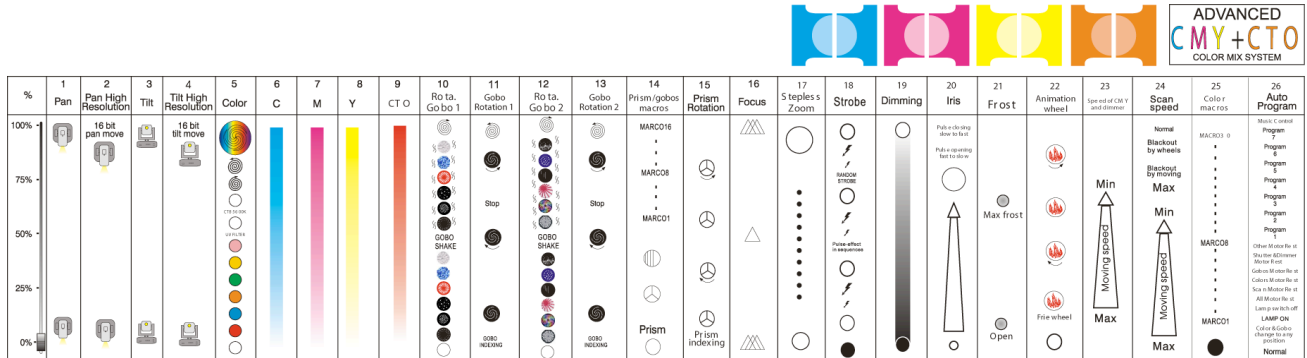 ADVANCED
CMY+CTO
COLOR MIX SYSTEM
%
100%
75%
50%
25%
0%
1
Pan
2
Pan High
Resolution
16 bit
pan move
3
Tilt
4
Tilt High
Resolution
16 bit
tilt move
5
Color
UV FILTER
6
C
7
M
8
Y
9
CT O
10
Ro ta.
Go bo 1
GOBO
SHAKE
11
Gobo
Rotation 1
Stop
GOBO
INDEXING
12
Ro ta.
Gobo 2
GOBO
SHAKE
13
Gobo
Rotation 2
Stop
GOBO
INDEXING
14
Prism/gobos
macros
MARCO16
MARCO8
MARCO1
Prism
15
Prism
Rotation
Prism
indexing
16
Focus
17
S teples s
Zoom
18
Strobe
RANDOM
STROBE
Pulse-effect
in sequences
19
Dimming
20
Iris
Puls e closing
slow to fast
Puls e opening
fast to slow
21
Frost
Max frost
Open
22
Animation
wheel
Frie wheel
23
Speed of CM Y
and dimmer
Min
Moving speed
Max
24
Scan
speed
Normal
Blackout
by wheels
Blackout
by moving
Max
Min
Moving speed
Max
25
Color
macros
MACRO3 0
MARCO6
MARCO1
26
Auto
Program
Music Control
Program
7
Program
6
Program
5
Program
4
Program
3
Program
2
Program
1
Other Motor Re st
Shutter &Dimmer
Motor R est
Gobos Motor Re st
Colors Motor Re st
Sca n Motor Re st
All Motor Re st
Lamp switch off
LAMP ON
Color & Gobo
change to any
position
Normal